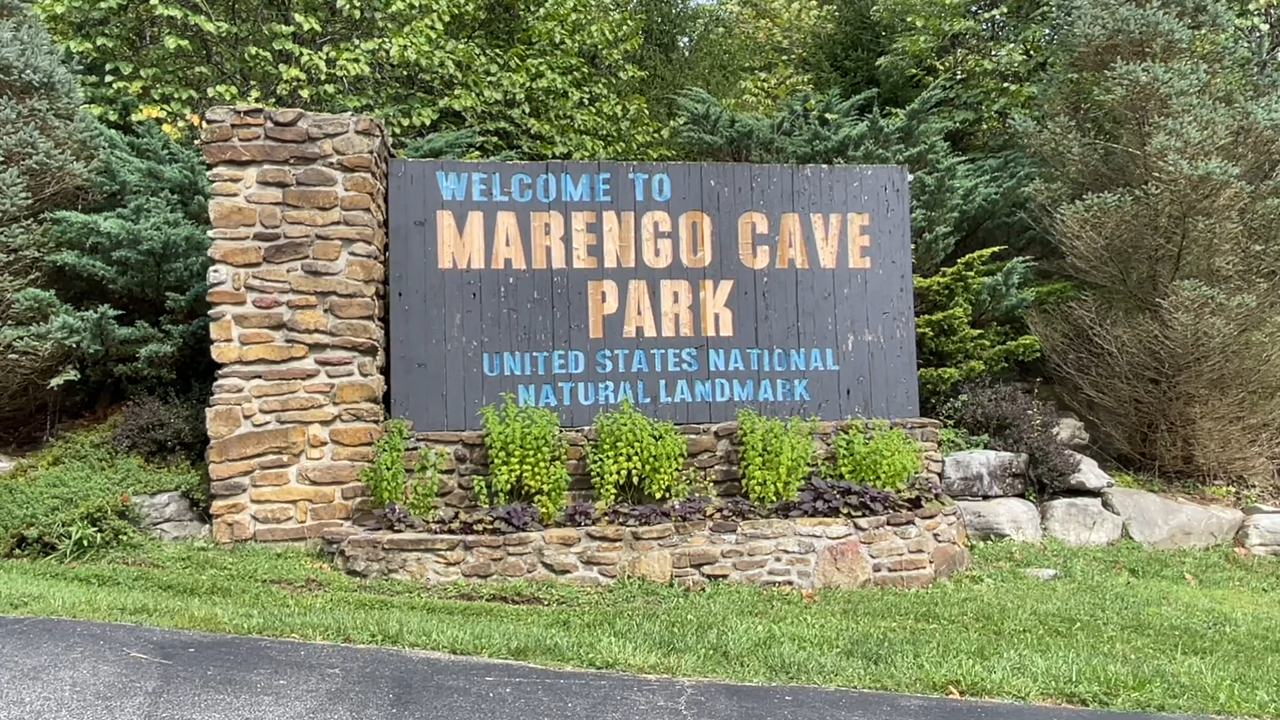 WELCOME TO
MARENGO CAVE
PARK
UNITED STATES NATIONAL
NATURAL LANDMARK